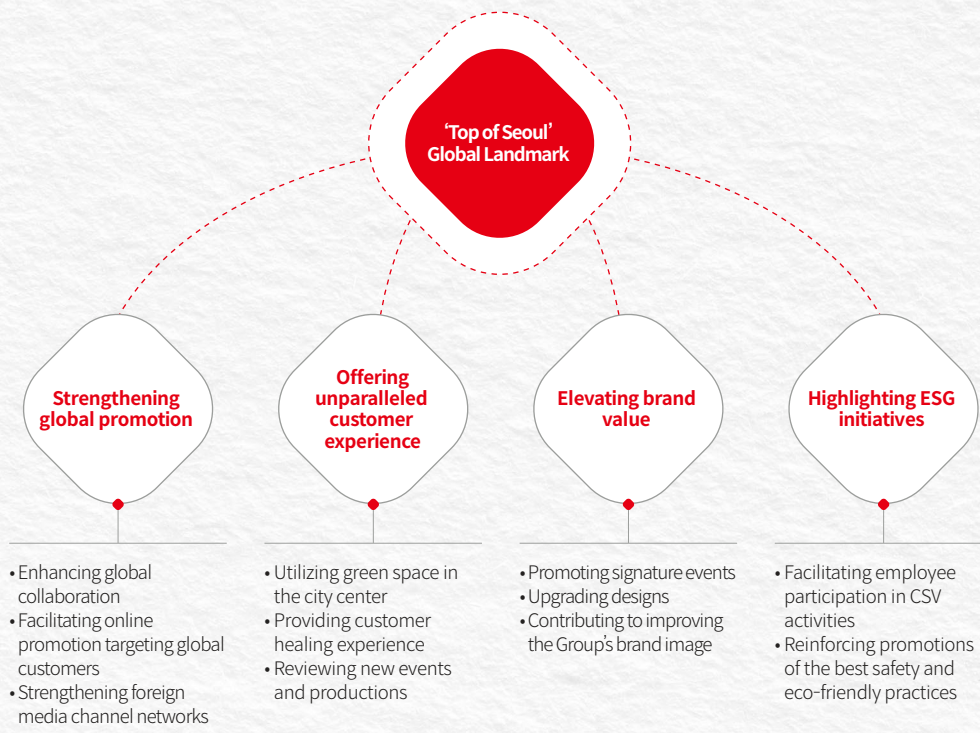 ‘Top of Seoul’
Global Landmark
Strengthening
global promotion
• Enhancing global
collaboration
• Facilitating online
promotion targeting global
customers
• Strengthening foreign
media channel networks
Offering
unparalleled
customer
experience
• Utilizing green space in
the city center
• Providing customer
healing experience
• Reviewing new events
and productions
Elevating brand
value
• Promoting signature events
• Upgrading designs
• Contributing to improving
the Group’s brand image
Highlighting ESG
initiatives
• Facilitating employee
participation in CSV
activities
• Reinforcing promotions
of the best safety and
eco-friendly practices